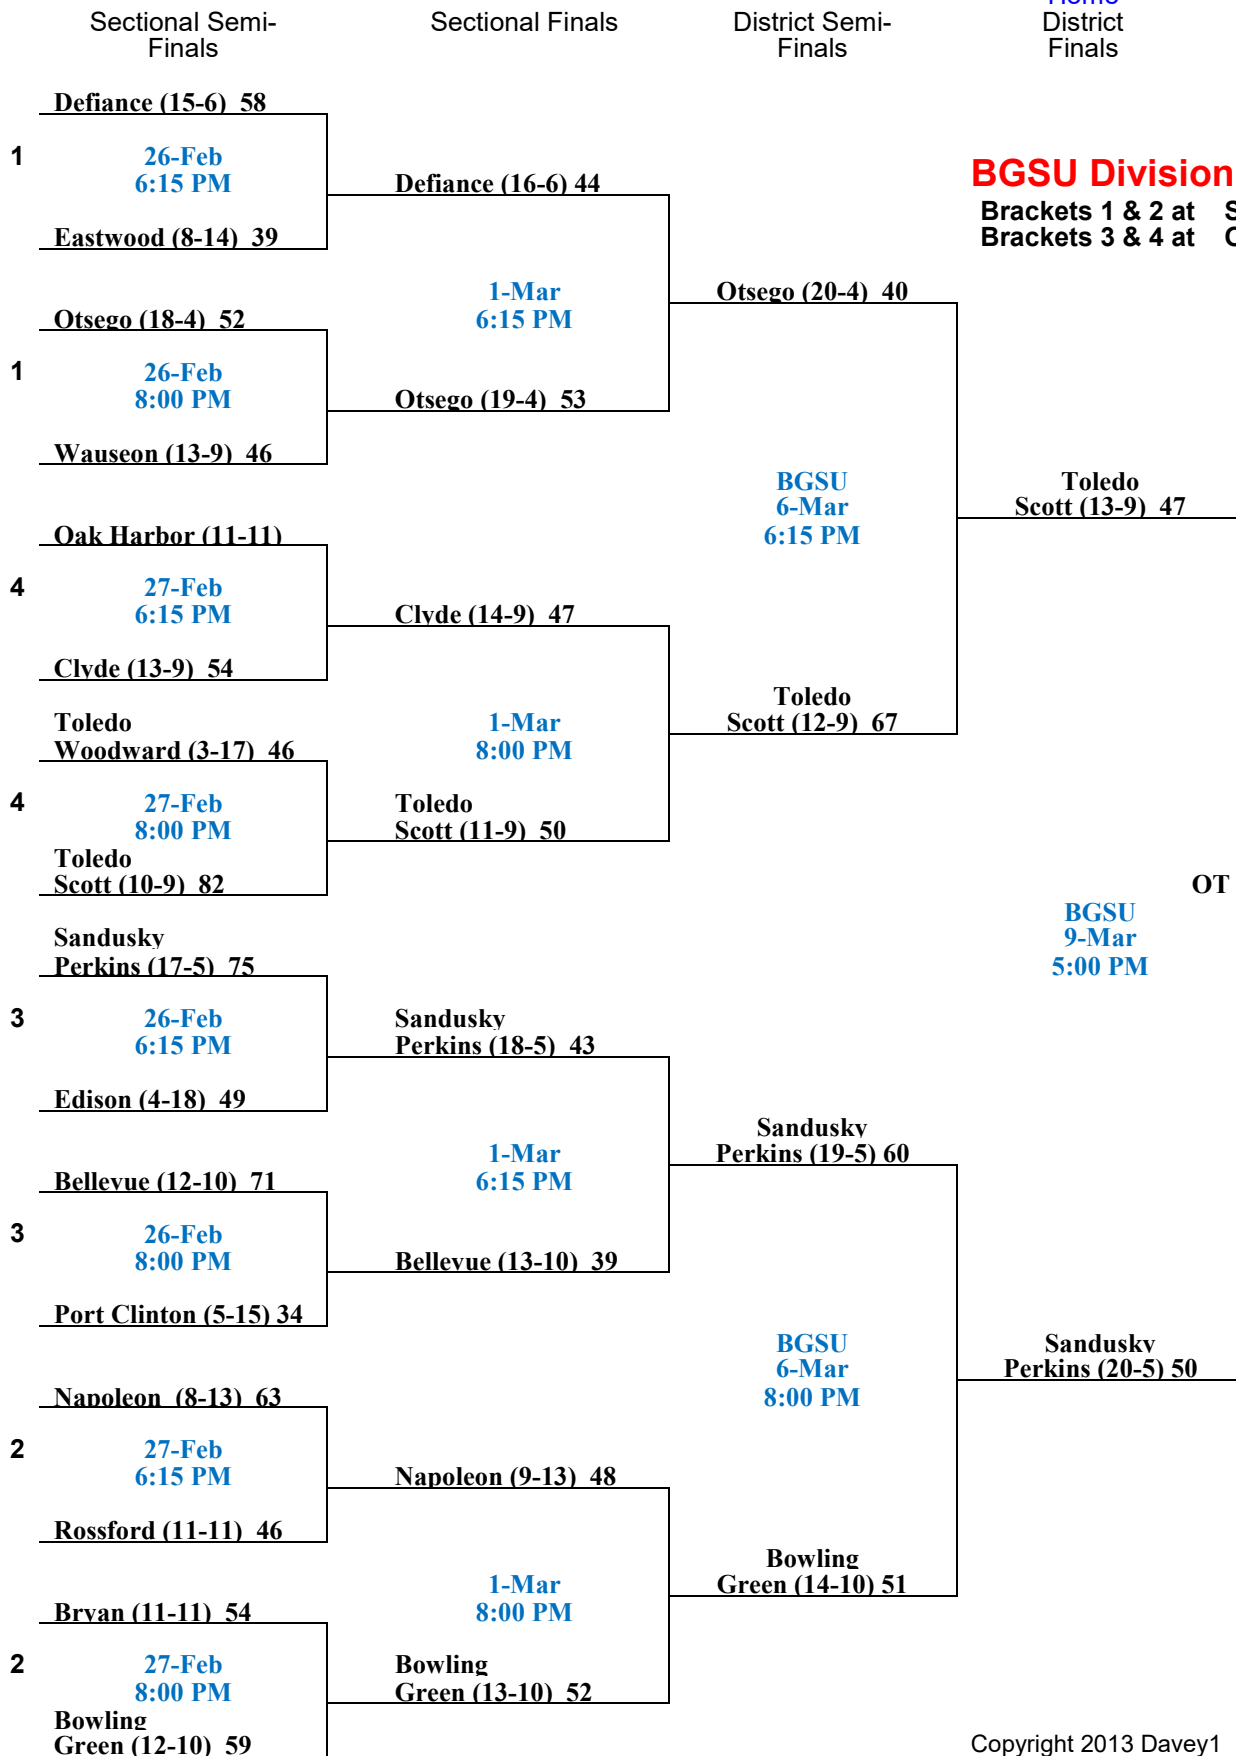 Home
Sectional Semi-
Finals
Sectional Finals
District Semi-
Finals
District
Finals
Defiance (15-6) 58
1
26-Feb
6:15 PM
Eastwood (8-14) 39
Defiance (16-6) 44
BGSU Division
Brackets 1 & 2 at
Brackets 3 & 4 at
1-Mar
6:15 PM
Otsego (20-4) 40
Otsego (18-4) 52
1
26-Feb
8:00 PM
Wauseon (13-9) 46
Otsego (19-4) 53
BGSU
6-Mar
6:15 PM
Toledo
Scott (13-9) 47
Oak Harbor (11-11)
4
27-Feb
6:15 PM
Clyde (13-9) 54
Clyde (14-9) 47
1-Mar
8:00 PM
Toledo
Scott (12-9) 67
Toledo
Woodward (3-17) 46
4
27-Feb
8:00 PM
Toledo
Scott (10-9) 82
Toledo
Scott (11-9) 50
OT
BGSU
9-Mar
5:00 PM
Sandusky
Perkins (17-5) 75
3
26-Feb
6:15 PM
Edison (4-18) 49
Sandusky
Perkins (18-5) 43
1-Mar
6:15 PM
Sandusky
Perkins (19-5) 60
Bellevue (12-10) 71
3
26-Feb
8:00 PM
Port Clinton (5-15) 34
Bellevue (13-10) 39
BGSU
6-Mar
8:00 PM
Sandusky
Perkins (20-5) 50
Napoleon (8-13) 63
2
27-Feb
6:15 PM
Rossford (11-11) 46
Napoleon (9-13) 48
1-Mar
8:00 PM
Bowling
Green (14-10) 51
Bryan (11-11) 54
2
27-Feb
8:00 PM
Bowling
Green (12-10) 59
Bowling
Green (13-10) 52
Copyright 2013 Davey1